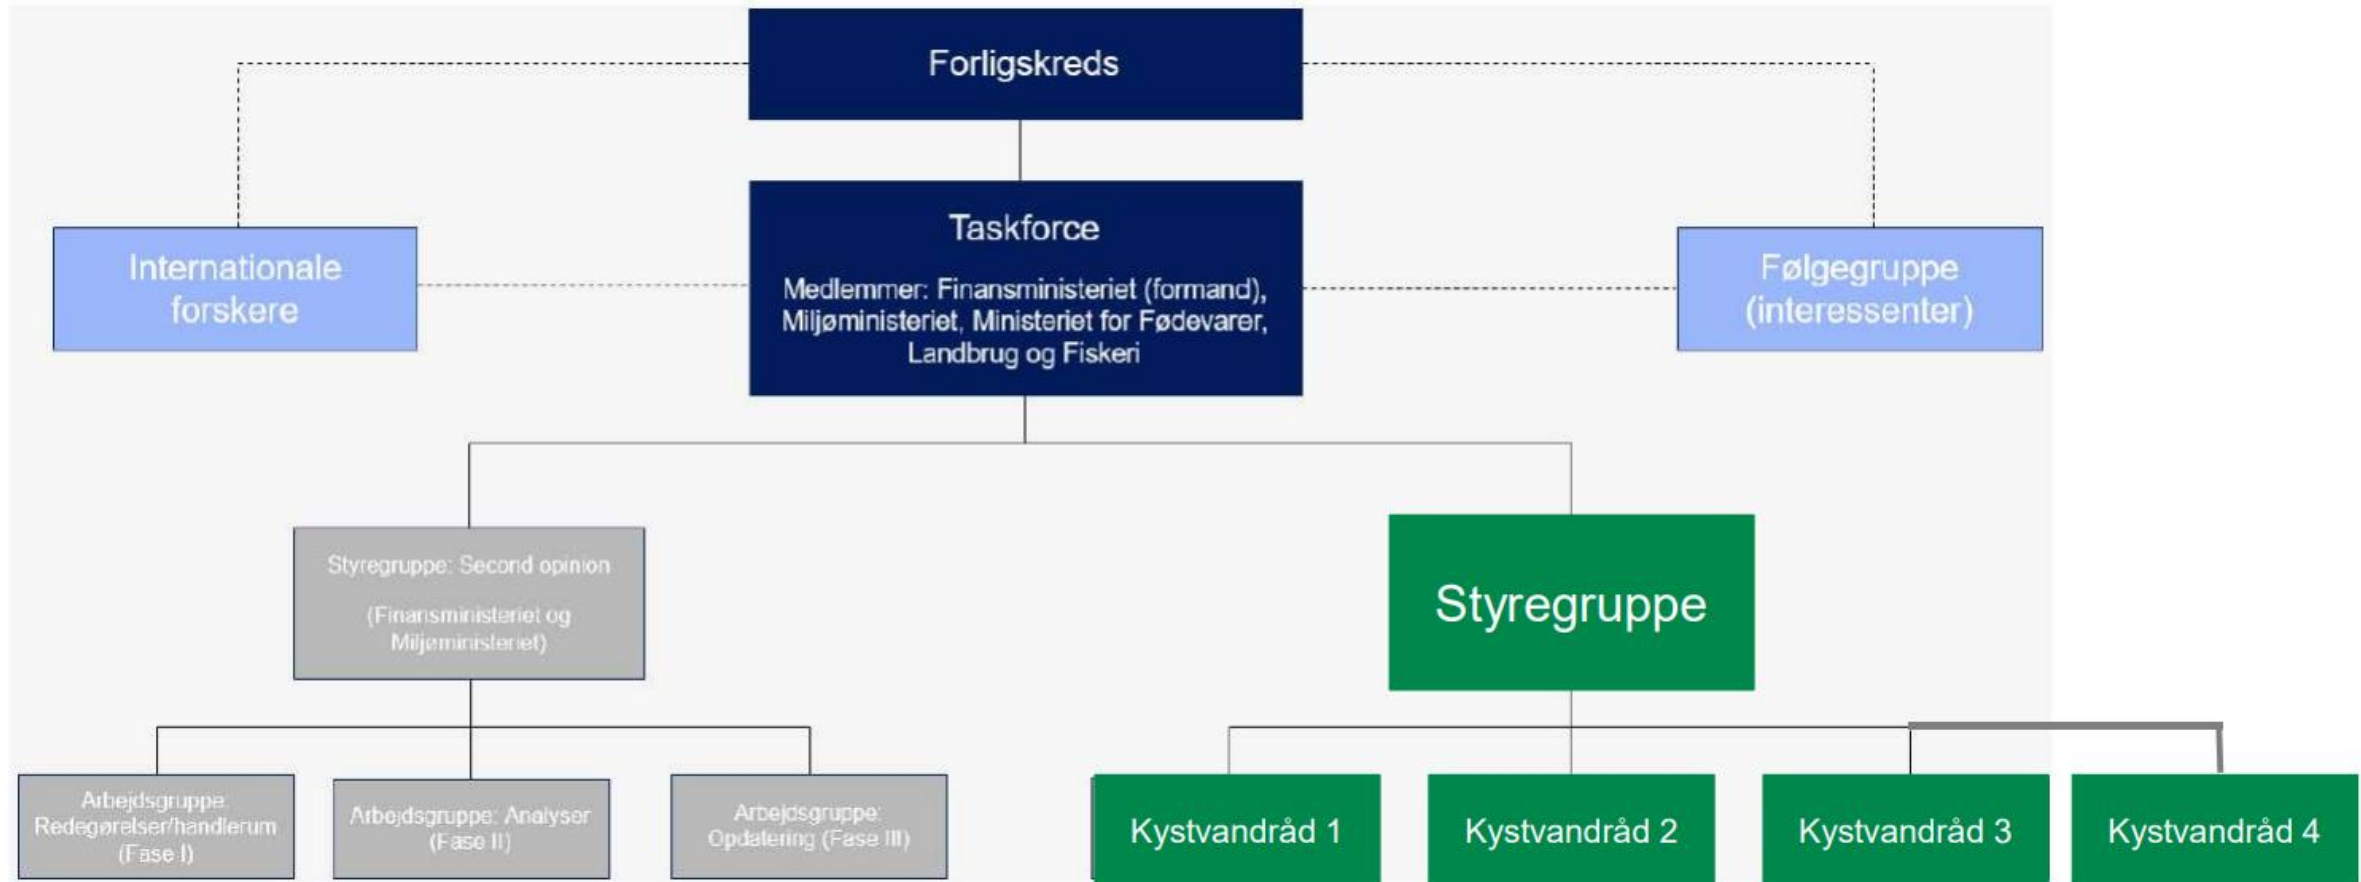 Forligskreds
Taskforce
Medlemmer: Finansministeriet (formand),
Miljøministeriet, Ministeriet for Fødevarer,
Landbrug og Fiskeri
Internationale
forskere
Følgegruppe
(interessenter)
Styregruppe: Second opinion
(Finansministeriet og
Miljøministeriet)
Styregruppe
Arbejdsgruppe:
Redegørelser/handlerum
(Fase I)
Arbejdsgruppe: Analyser
(Fase II)
Arbejdsgruppe:
Opdatering (Fase III)
Kystvandråd 1
Kystvandråd 2
Kystvandråd 3
Kystvandråd 4